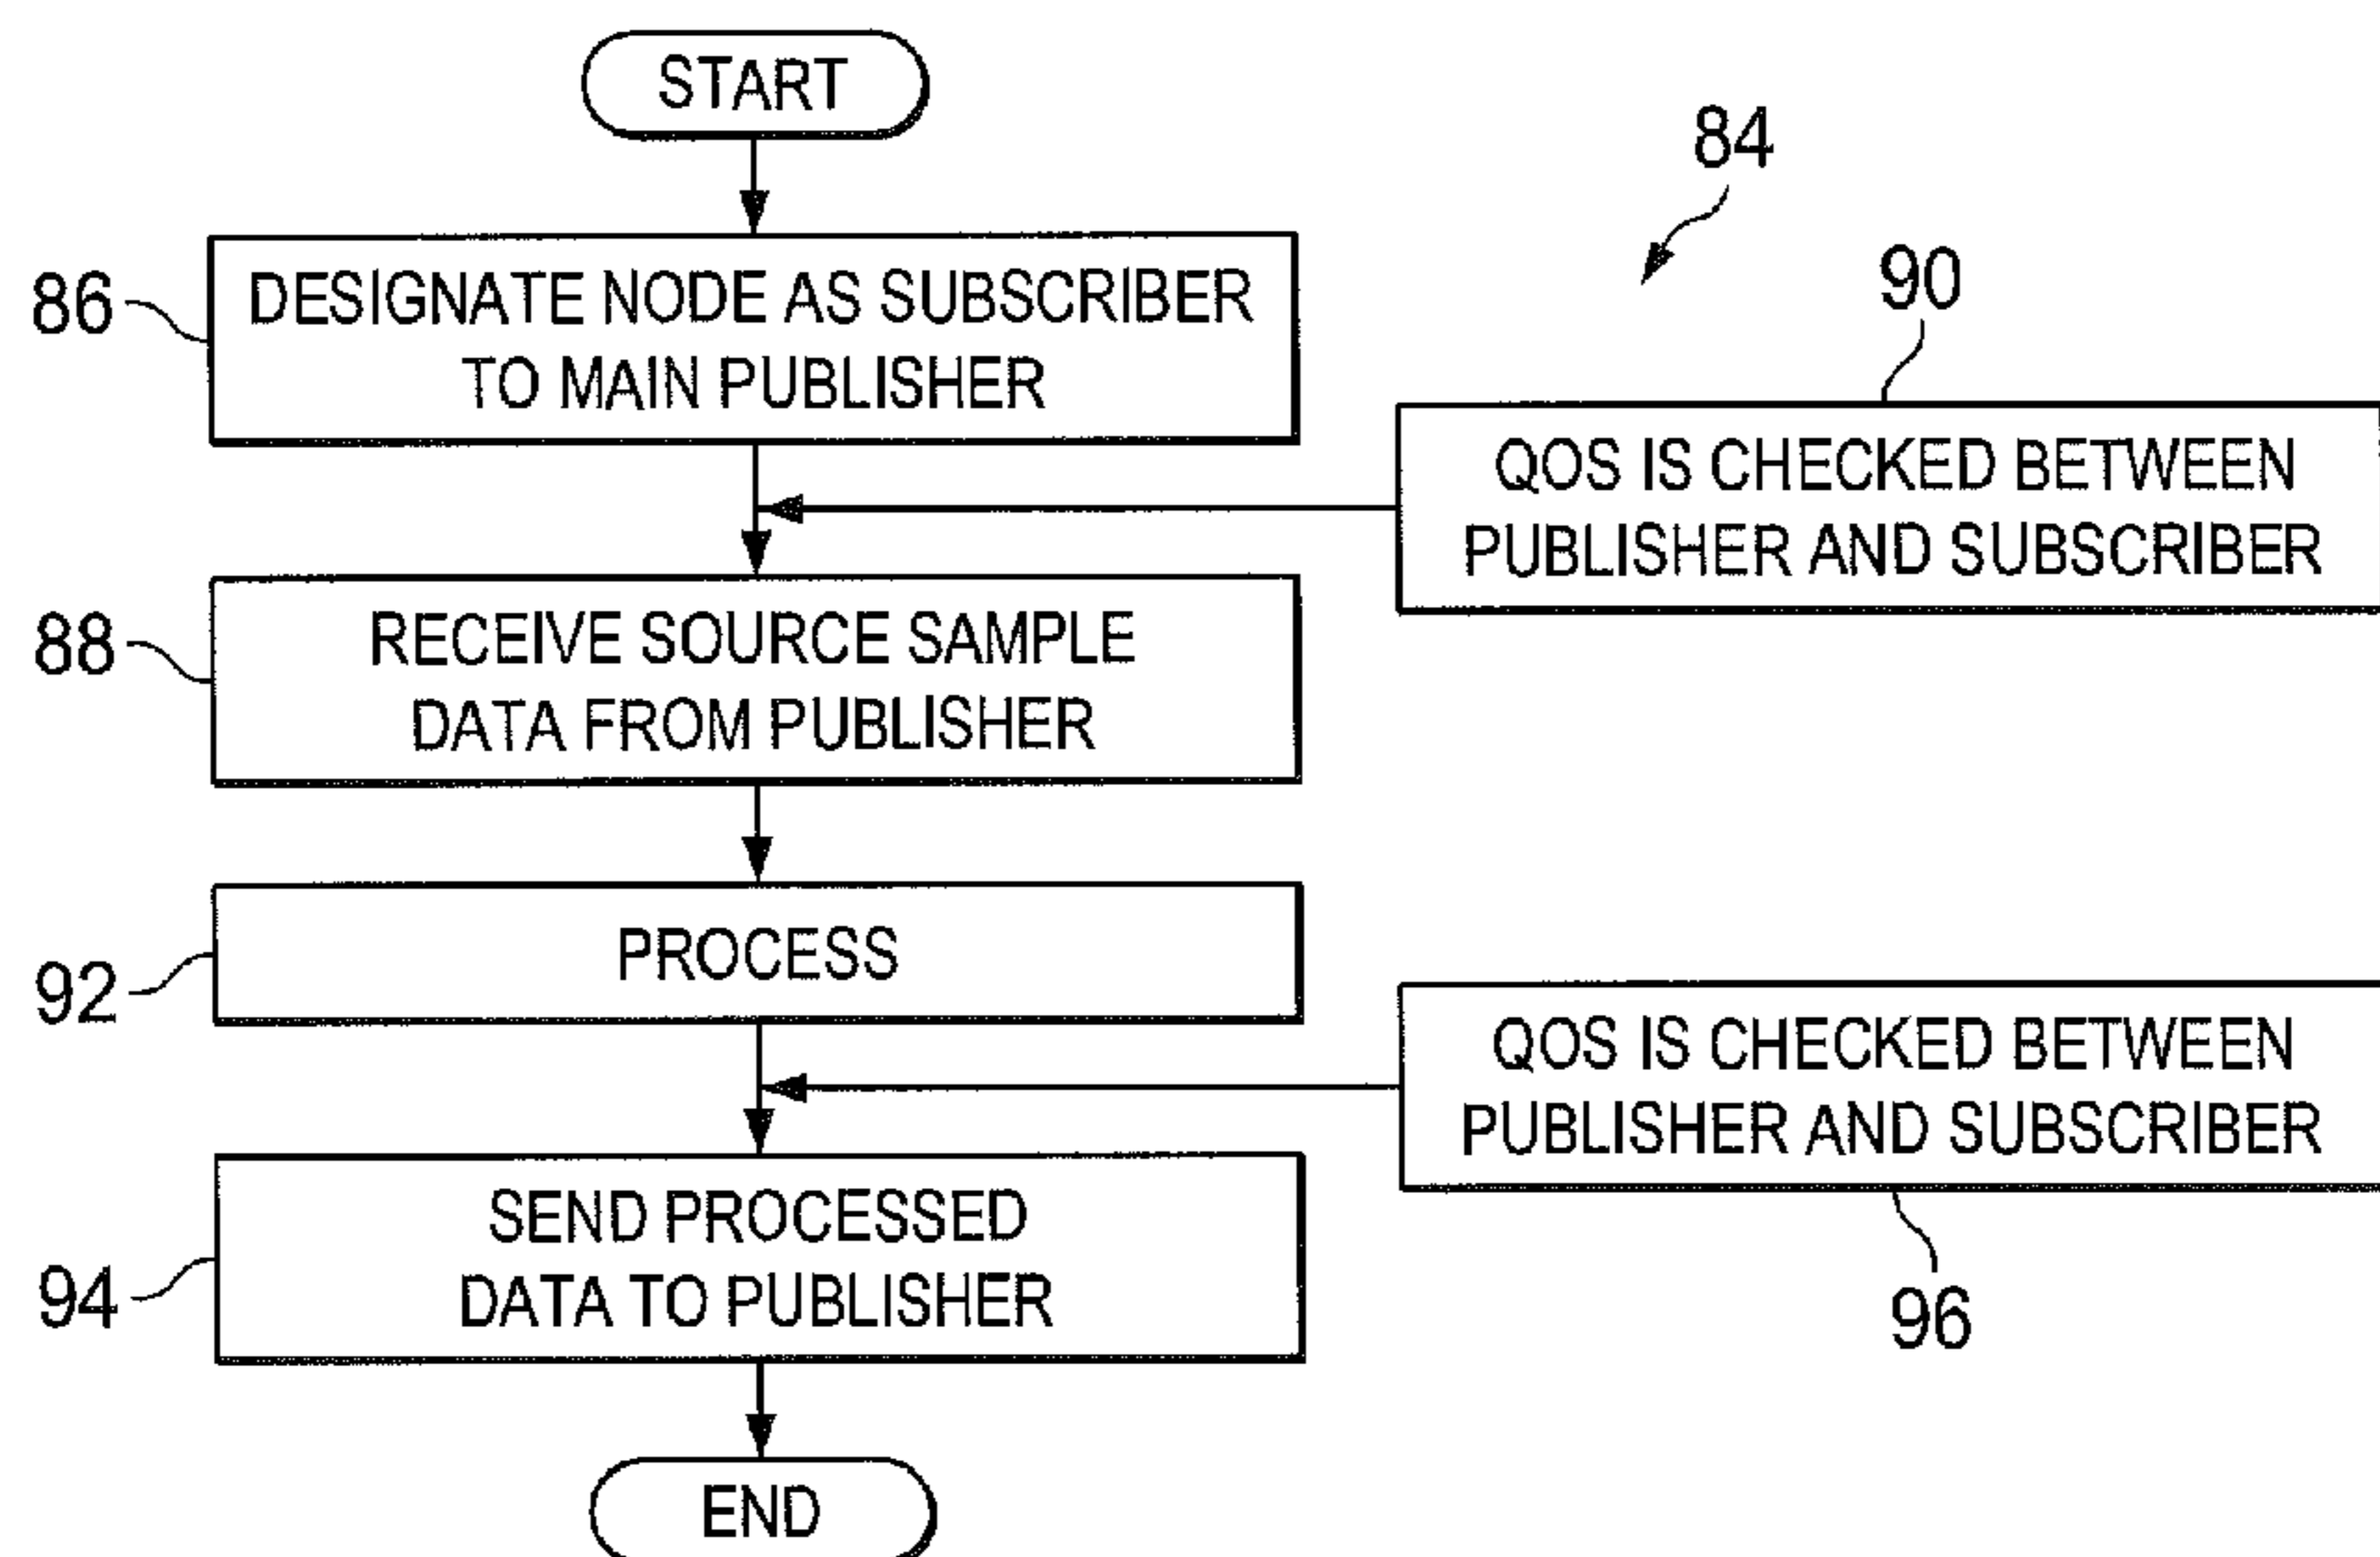 START
84
86
DESIGNATE NODE AS SUBSCRIBER
TO MAIN PUBLISHER
90
QOS IS CHECKED BETWEEN
PUBLISHER AND SUBSCRIBER
88
RECEIVE SOURCE SAMPLE
DATA FROM PUBLISHER
92
PROCESS
QOS IS CHECKED BETWEEN
PUBLISHER AND SUBSCRIBER
96
94
SEND PROCESSED
DATA TO PUBLISHER
END